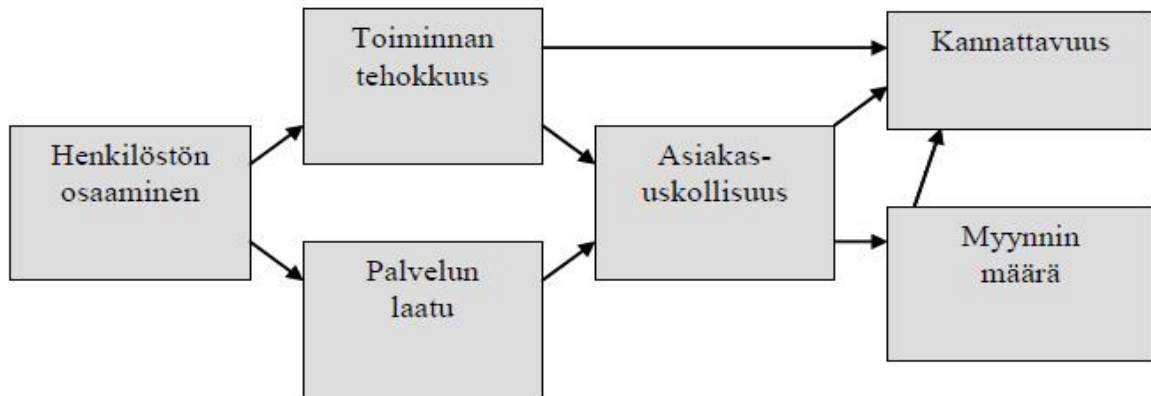 Henkilöstön
osaaminen
Toiminnan
tehokkuus
Palvelun
laatu
Asiakas-
uskollisuus
Kannattavuus
Myynnin
määrä